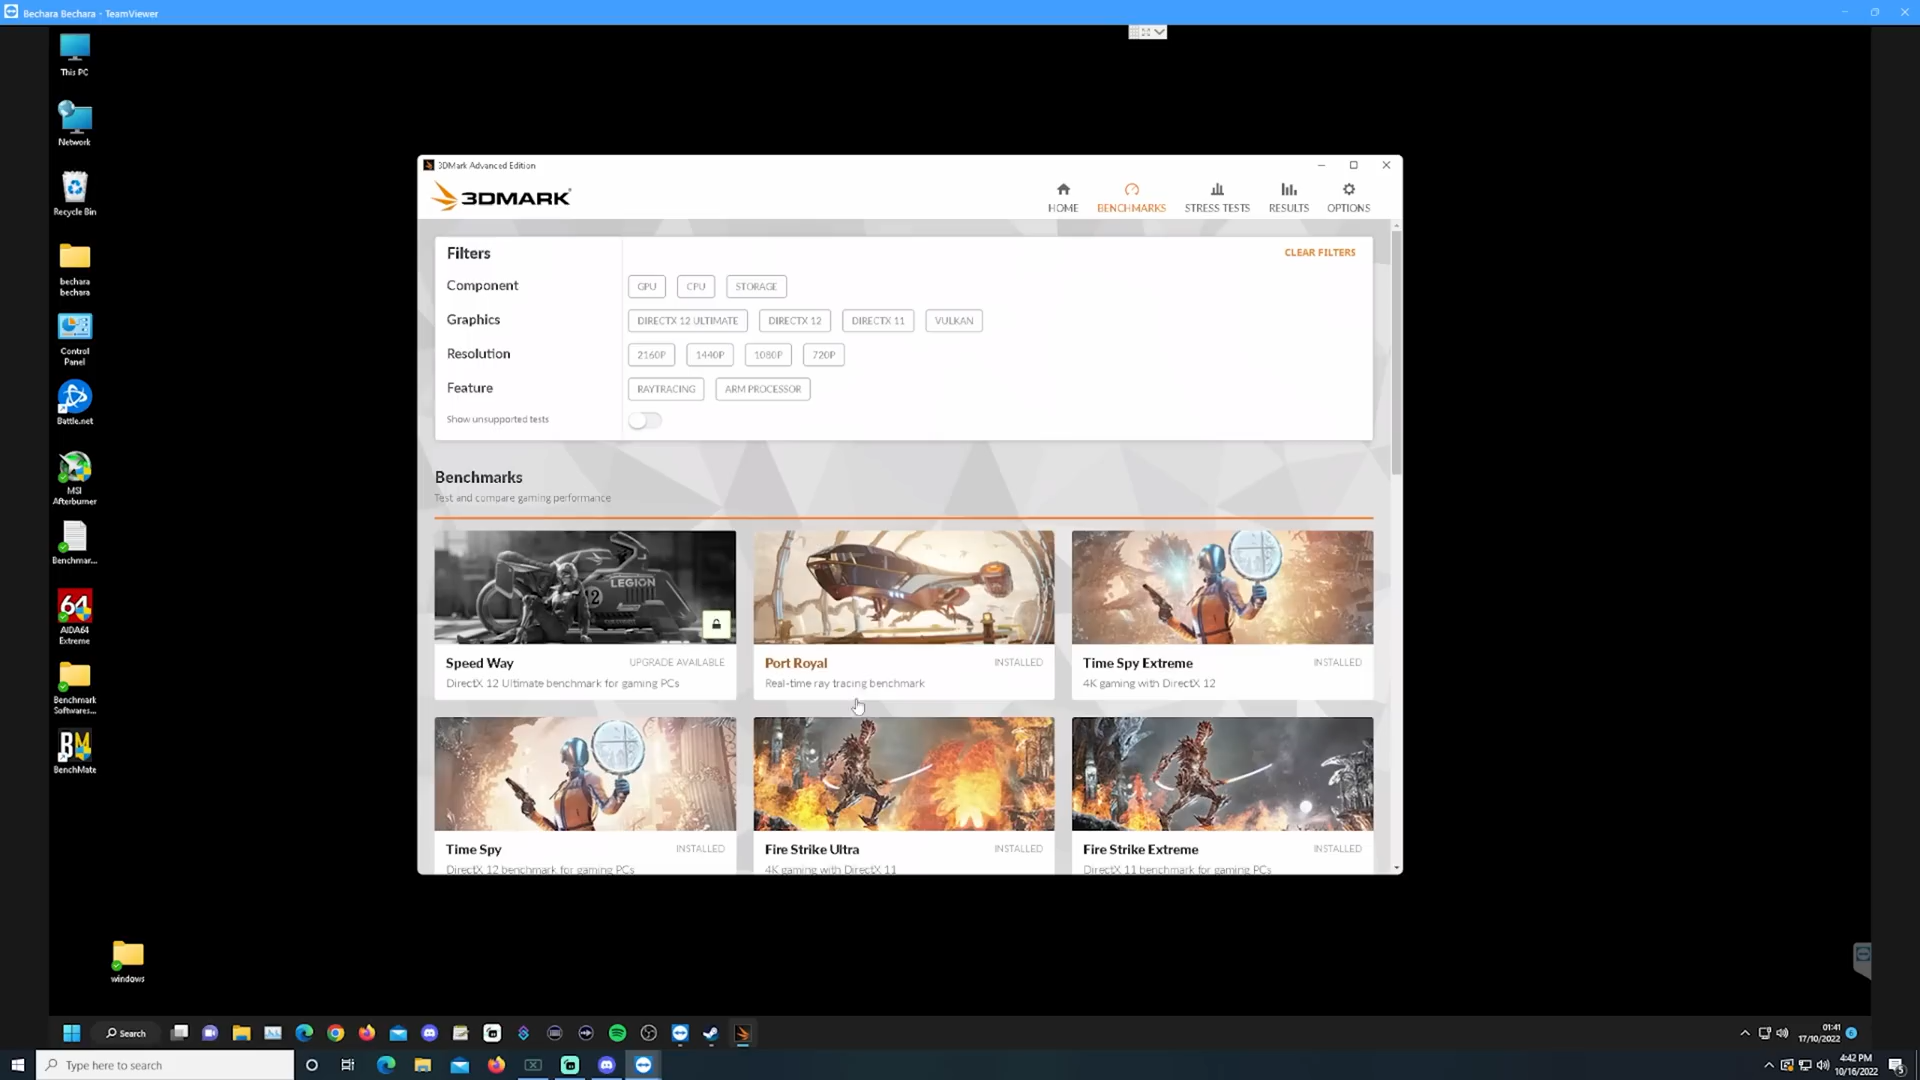 Bechara Bechara - TeamViewer
This PC
Network
Recycle Bin
bechara
bechara
Control
Panel
Battle.net
MSI
Afterburner
Benchmar...
64
AIDA64
Extreme
Benchmark
Softwares...
BM
BenchMate
windows
3DMark Advanced Edition
3DMARK
HOME
BENCHMARKS
STRESS TESTS
RESULTS
OPTIONS
Filters
CLEAR FILTERS
Component
GPU
CPU
STORAGE
Graphics
DIRECTX 12 ULTIMATE
DIRECTX 12
DIRECTX 11
VULKAN
Resolution
2160P
1440P
1080P
720P
Feature
RAYTRACING
ARM PROCESSOR
Show unsupported tests
Benchmarks
Test and compare gaming performance
LEGION
12
Speed Way
UPGRADE AVAILABLE
DirectX 12 Ultimate benchmark for gaming PCs
Port Royal
INSTALLED
Real-time ray tracing benchmark
Time Spy Extreme
INSTALLED
4K gaming with DirectX 12
Time Spy
INSTALLED
DirectX 12 benchmark for gaming PCs
Fire Strike Ultra
INSTALLED
4K gaming with DirectX 11
Fire Strike Extreme
INSTALLED
DirectX 11 benchmark for gaming PCs
Search
01:41
17/10/2022
6
Type here to search
4:42 PM
10/16/2022
5